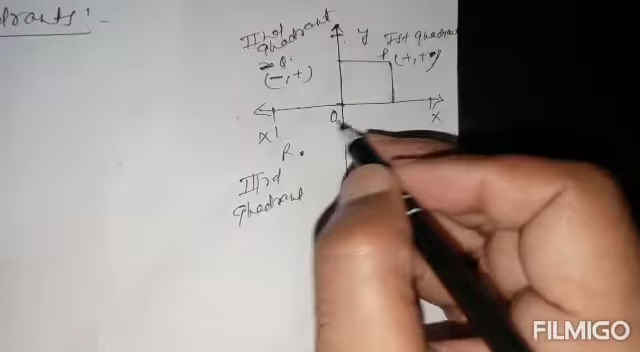 drants :-
IInd
quadrant
Q.
(-, +)
y
Ist quadrant
P(+, +)
X'
O
X
R.
IIIrd
quadrant
FILMIGO